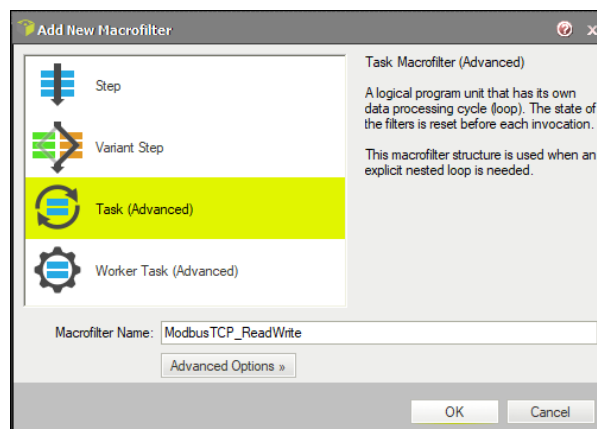 Add New Macrofilter
? x
Step
Variant Step
Task (Advanced)
Worker Task (Advanced)
Task Macrofilter (Advanced)
A logical program unit that has its own
data processing cycle (loop). The state of
the filters is reset before each invocation.
This macrofilter structure is used when an
explicit nested loop is needed.
Macrofilter Name: ModbusTCP_ReadWrite
Advanced Options »
OK Cancel